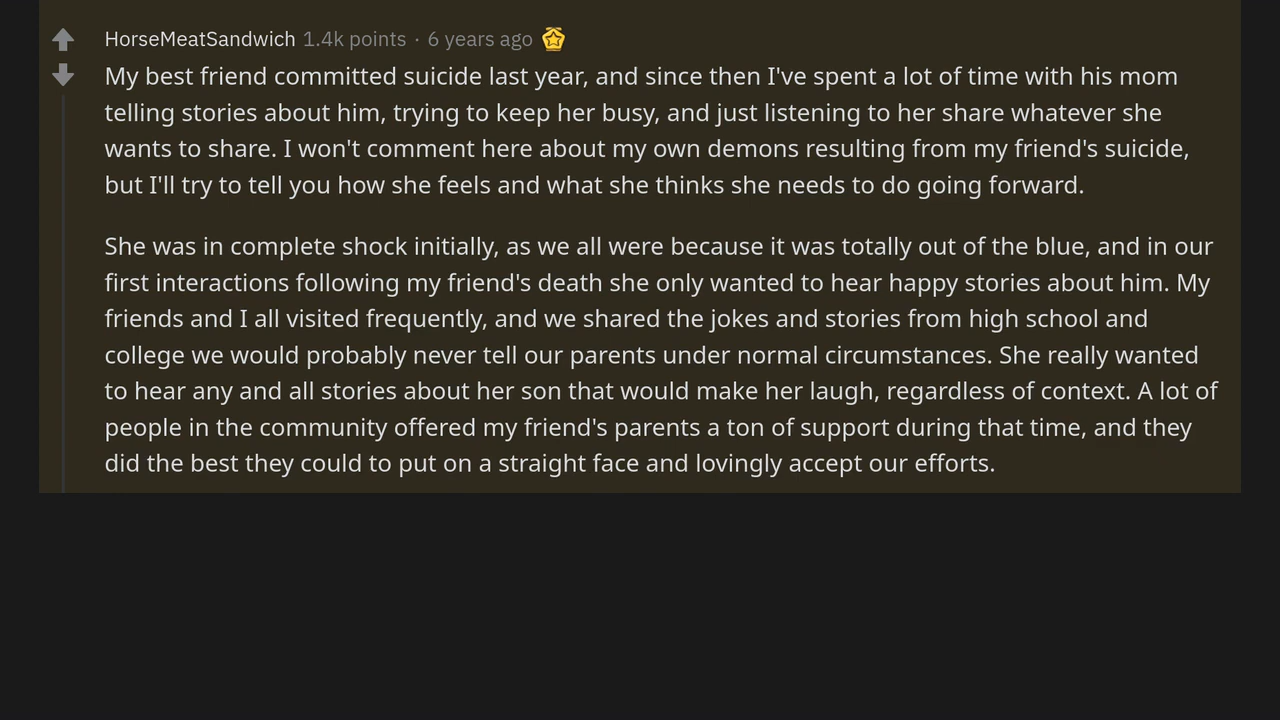 HorseMeatSandwich 1.4k points · 6 years ago
My best friend committed suicide last year, and since then I've spent a lot of time with his mom
telling stories about him, trying to keep her busy, and just listening to her share whatever she
wants to share. I won't comment here about my own demons resulting from my friend's suicide,
but I'll try to tell you how she feels and what she thinks she needs to do going forward.
She was in complete shock initially, as we all were because it was totally out of the blue, and in our
first interactions following my friend's death she only wanted to hear happy stories about him. My
friends and I all visited frequently, and we shared the jokes and stories from high school and
college we would probably never tell our parents under normal circumstances. She really wanted
to hear any and all stories about her son that would make her laugh, regardless of context. A lot of
people in the community offered my friend's parents a ton of support during that time, and they
did the best they could to put on a straight face and lovingly accept our efforts.